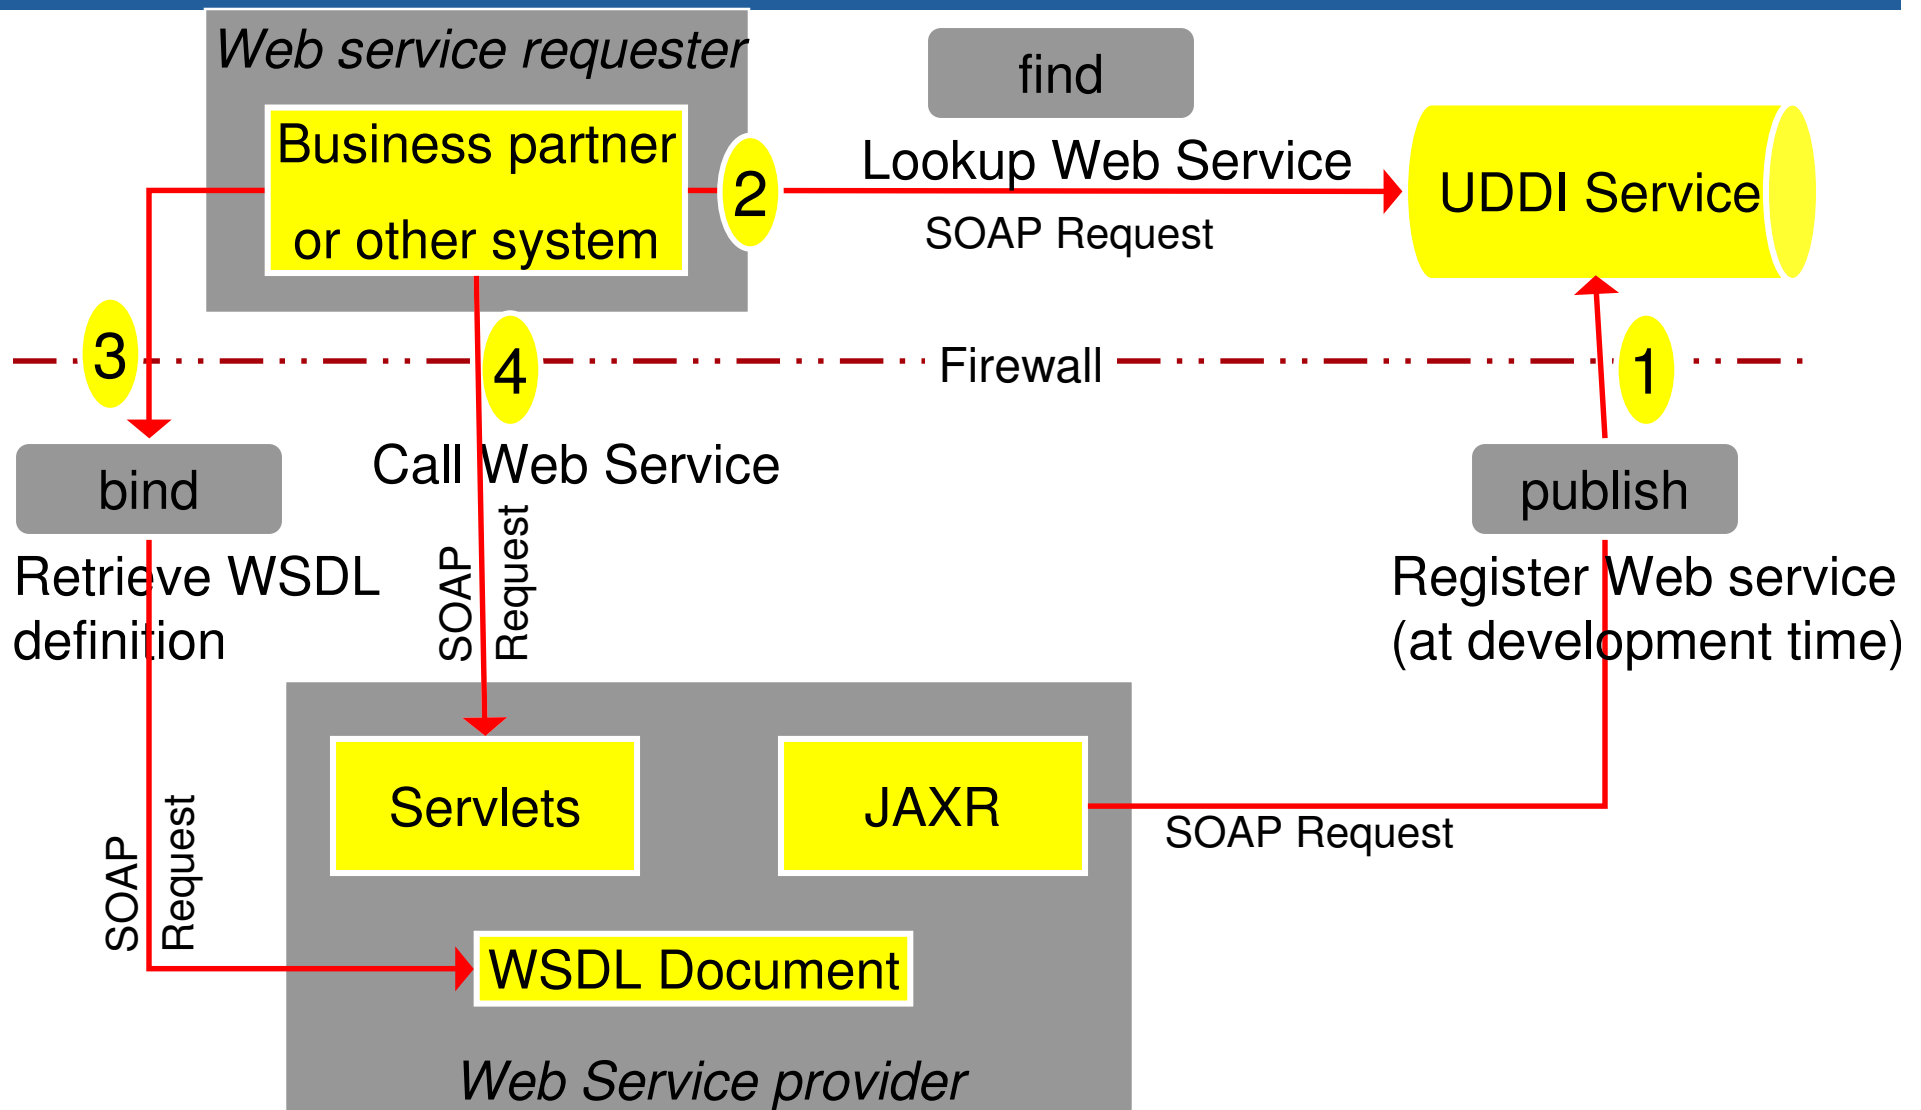 Web service requester
find
Business partner
or other system
2
Lookup Web Service
SOAP Request
UDDI Service
3
4
Firewall
1
bind
Call Web Service
publish
Retrieve WSDL
definition
SOAP
Request
Register Web service
(at development time)
Servlets
JAXR
SOAP Request
SOAP
Request
WSDL Document
Web Service provider